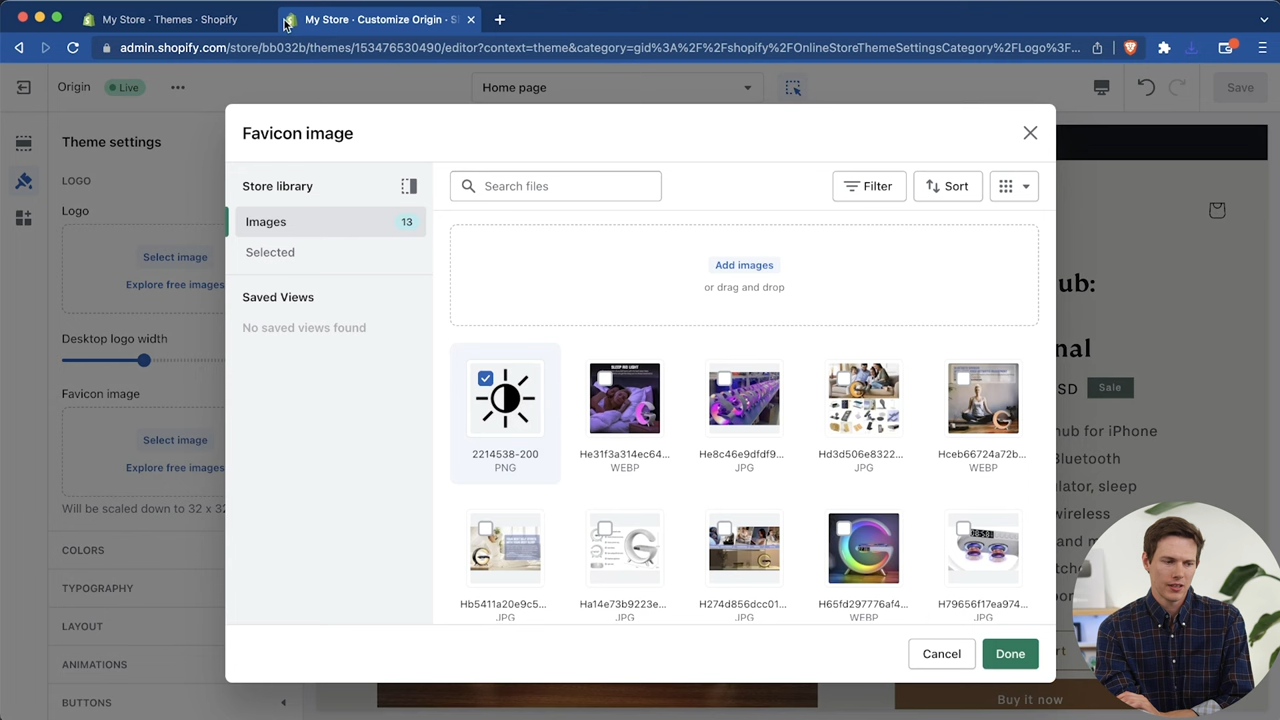 My Store · Themes · Shopify
My Store · Customize Origin · S
admin.shopify.com/store/bb032b/themes/153476530490/editor?context=theme&category=gid%3A%2F%2Fshopify%2FOnlineStoreThemeSettingsCategory%2FLogo%3F...
Origin
Live
Home page
Save
Favicon image
Theme settings
LOGO
Logo
Select image
Explore free images
Desktop logo width
Favicon image
Select image
Explore free images
Will be scaled down to 32 x 32
COLORS
TYPOGRAPHY
LAYOUT
ANIMATIONS
BUTTONS
Store library
Images
13
Selected
Saved Views
No saved views found
Search files
Filter
Sort
Add images
or drag and drop
2214538-200
PNG
He31f3a314ec64...
WEBP
He8c46e9dfdf9...
JPG
Hd3d506e8322...
JPG
Hceb66724a72b...
WEBP
Hb5411a20e9c5...
JPG
Ha14e73b9223e...
JPG
H274d856dcc01...
JPG
H65fd297776af4...
WEBP
H79656f17ea974...
JPG
Cancel
Done
ub:
nal
SD
Sale
hub for iPhone
Bluetooth
ulator, sleep
wireless
Buy it now